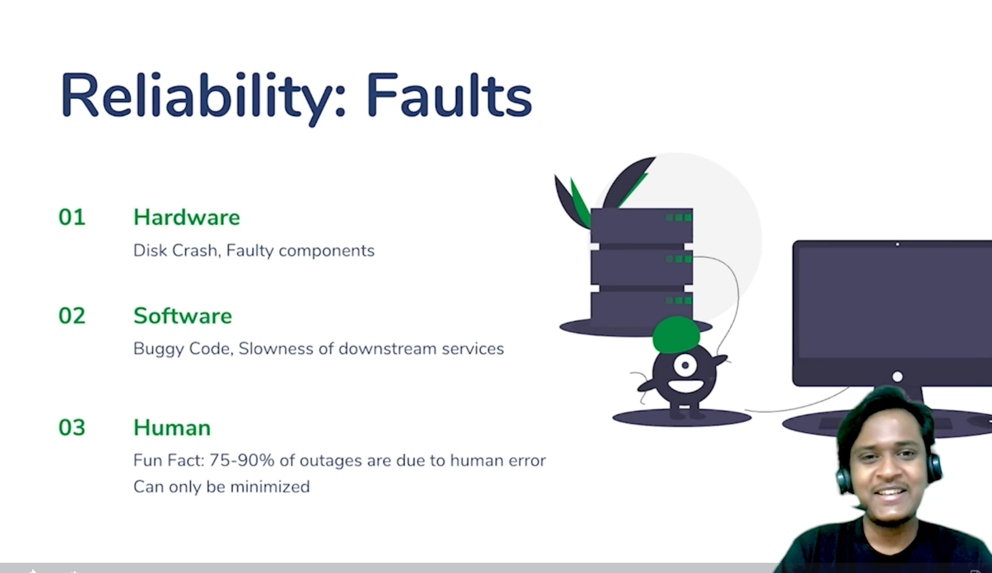 Reliability: Faults
01 Hardware
Disk Crash, Faulty components
02 Software
Buggy Code, Slowness of downstream services
03 Human
Fun Fact: 75-90% of outages are due to human error
Can only be minimized